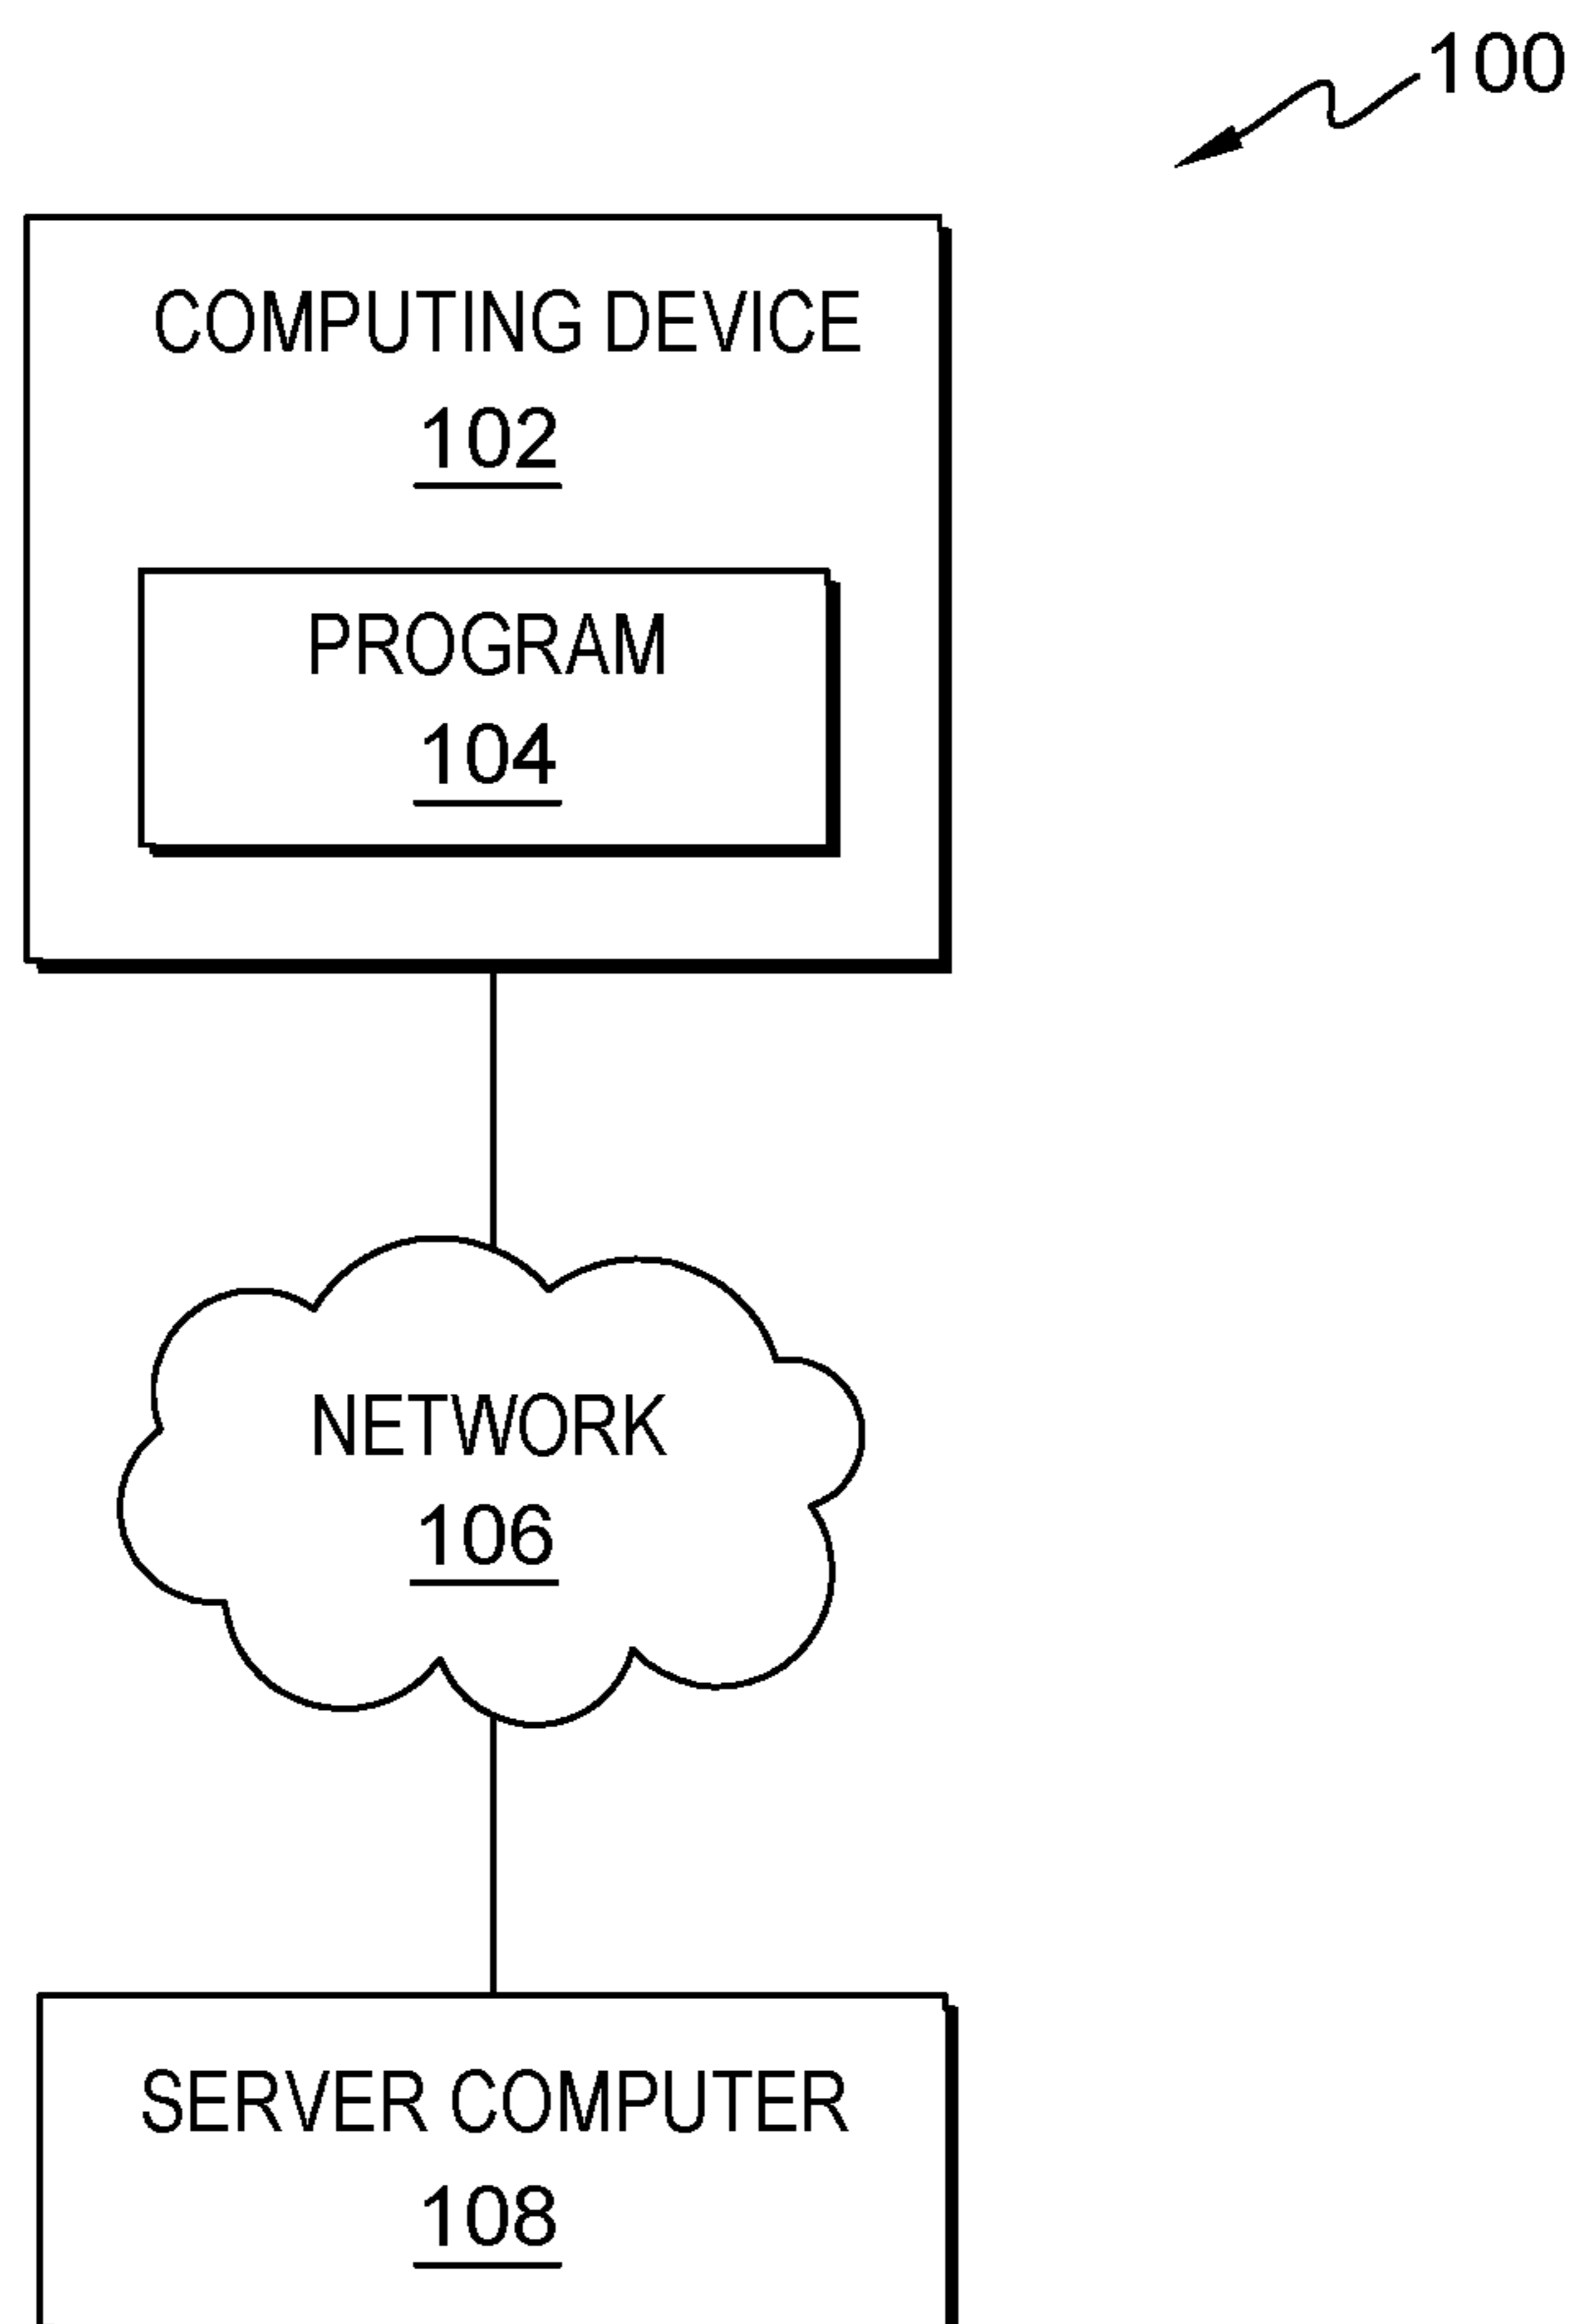 100
COMPUTING DEVICE
102
PROGRAM
104
NETWORK
106
SERVER COMPUTER
108